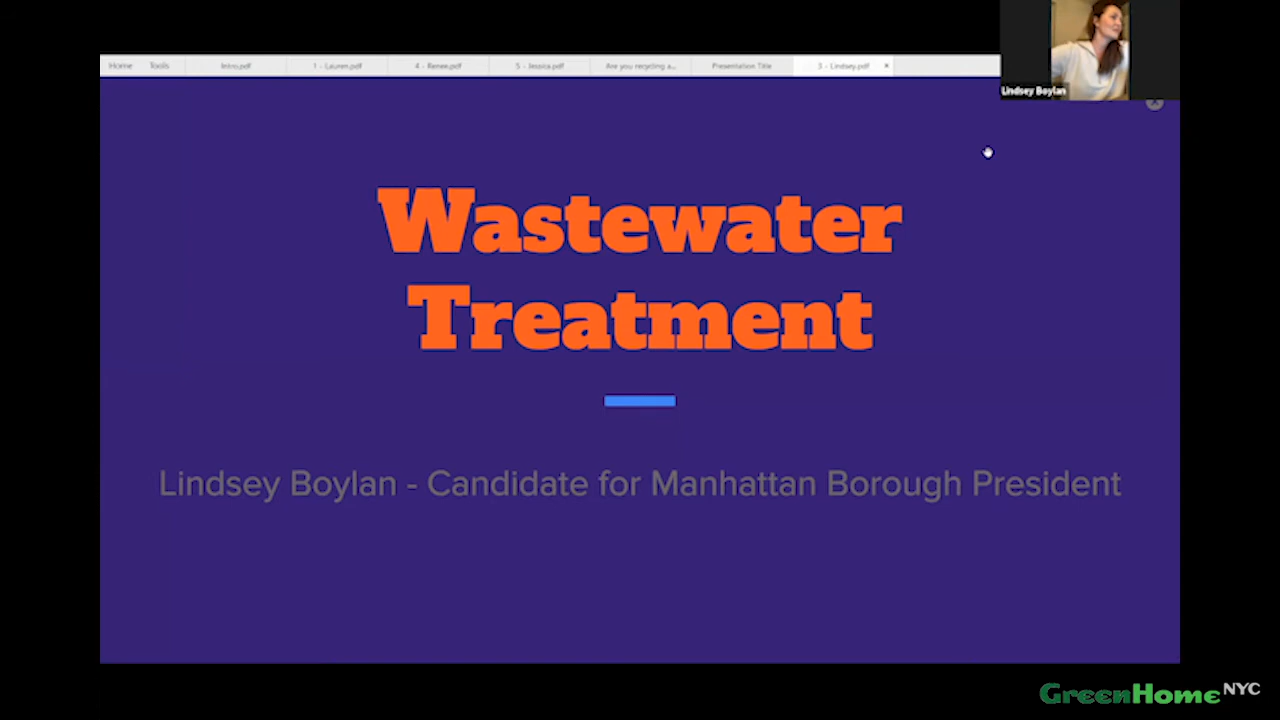 Home Tools Intro.pdf 1 - Lauren.pdf 4 - Renee.pdf 5 - Jessica.pdf Are you recycling a... Presentation Title 3 - Lindsey.pdf ×
Lindsey Boylan
Wastewater
Treatment
Lindsey Boylan - Candidate for Manhattan Borough President
GreenHomeNYC